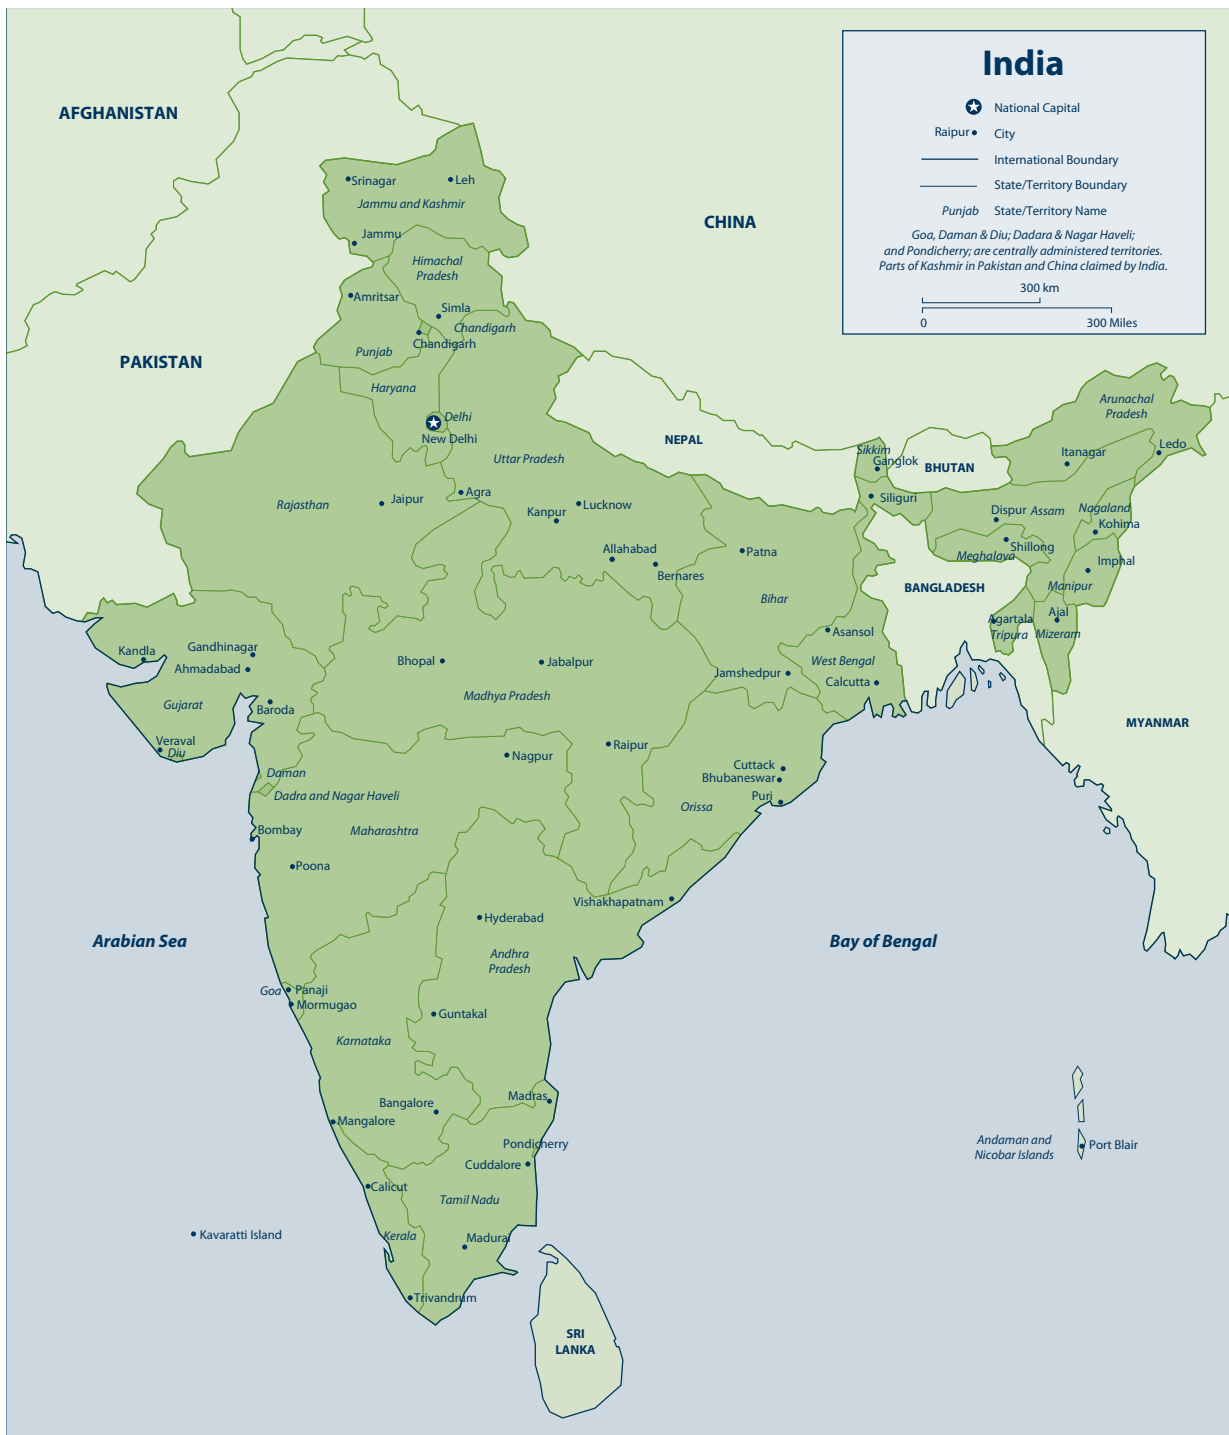 India
National Capital
Raipur
City
International Boundary
State/Territory Boundary
Punjab
State/Territory Name
Goa, Daman & Diu; Dadara & Nagar Haveli;
and Pondicherry; are centrally administered territories.
Parts of Kashmir in Pakistan and China claimed by India.
300 km
0
300 Miles
AFGHANISTAN
CHINA
PAKISTAN
Srinagar
Leh
Jammu and Kashmir
Jammu
Himachal
Pradesh
Amritsar
Simla
Chandigarh
Chandigarh
Punjab
Haryana
Delhi
New Delhi
NEPAL
Uttar Pradesh
Rajasthan
Jaipur
Agra
Lucknow
Kanpur
Allahabad
Bernares
Patna
Bihar
Sikkim
Ganglok
BHUTAN
Siliguri
Arunachal
Pradesh
Itanagar
Ledo
Dispur
Assam
Nagaland
Kohima
Shillong
Meghalava
Imphal
Manipur
BANGLADESH
Agartala
Tripura
Ajal
Mizeram
MYANMAR
Asansol
West Bengal
Jamshedpur
Calcutta
Kandla
Gandhinagar
Ahmadabad
Gujarat
Baroda
Veraval
Diu
Bhopal
Jabalpur
Madhya Pradesh
Daman
Dadra and Nagar Haveli
Nagpur
Raipur
Cuttack
Bhubaneswar
Puri
Orissa
Bombay
Maharashtra
Poona
Vishakhapatnam
Hyderabad
Arabian Sea
Bay of Bengal
Andhra
Pradesh
Goa
Panaji
Mormugao
Guntakal
Karnataka
Bangalore
Madras
Mangalore
Pondicherry
Cuddalore
Calicut
Tamil Nadu
Kavaratti Island
Kerala
Madurai
Trivandrum
SRI
LANKA
Andaman and
Nicobar Islands
Port Blair